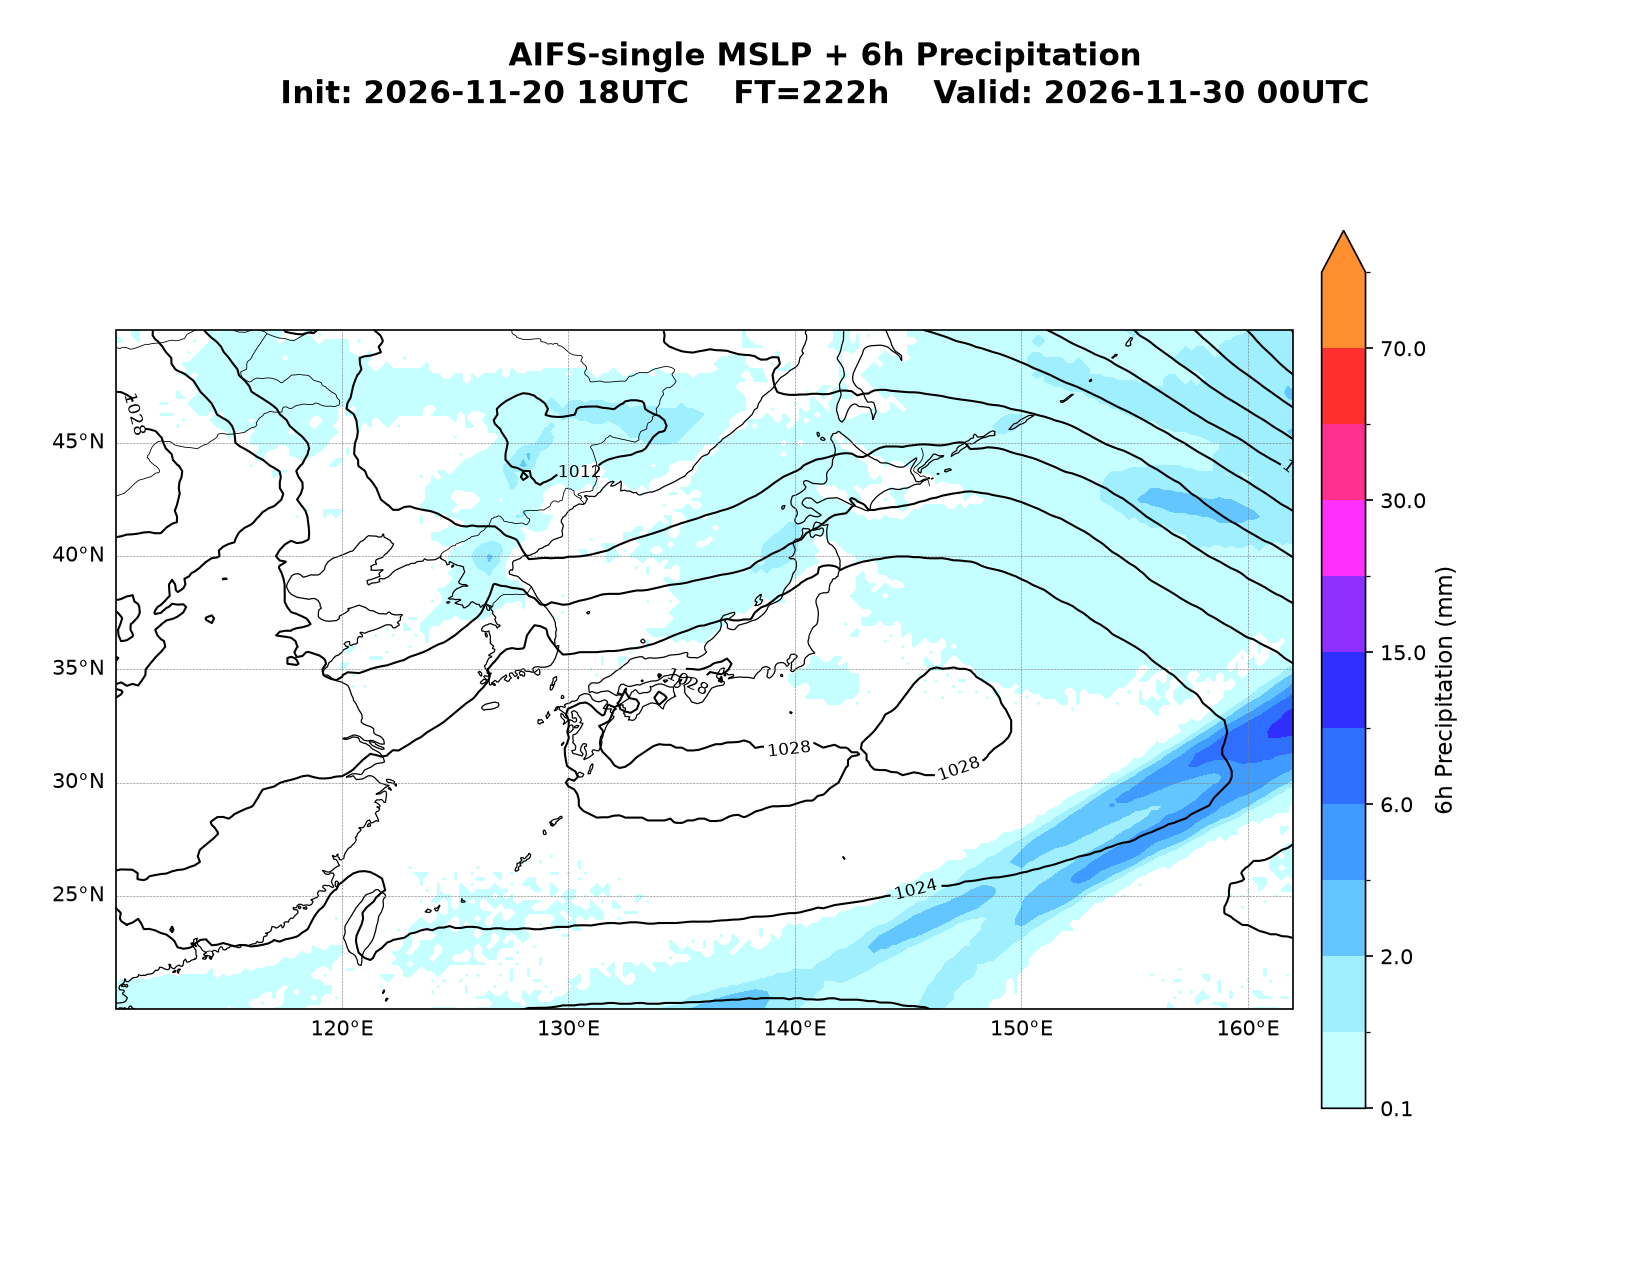 AIFS-single MSLP + 6h Precipitation
Init: 2026-11-20 18UTC    FT=222h    Valid: 2026-11-30 00UTC
70.0
1028
45°N
1012
30.0
40°N
15.0
35°N
1028
1028
1028
30°N
6.0
1024
25°N
2.0
120°E
130°E
140°E
150°E
160°E
0.1
6h Precipitation (mm)